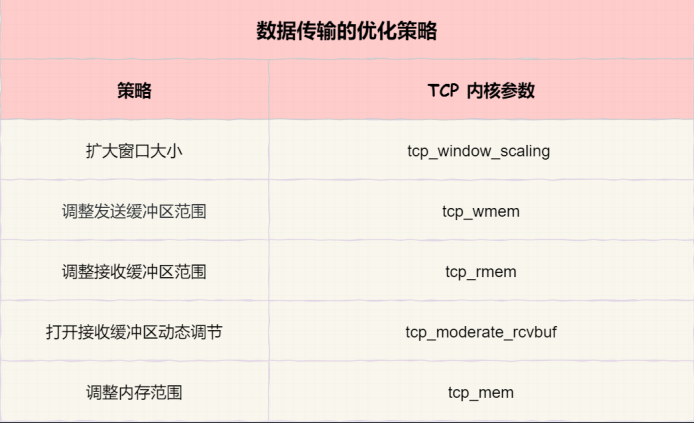 数据传输的优化策略
策略 TCP 内核参数
扩大窗口大小 tcp_window_scaling
调整发送缓冲区范围 tcp_wmem
调整接收缓冲区范围 tcp_rmem
打开接收缓冲区动态调节 tcp_moderate_rcvbuf
调整内存范围 tcp_mem